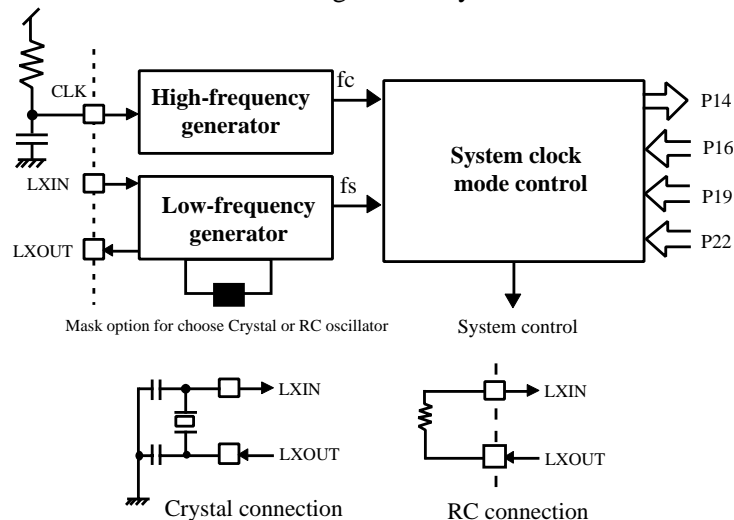 CLK
High-frequency
generator
fc
System clock
mode control
P14
P16
P19
P22
LXIN
LXOUT
Low-frequency
generator
fs
Mask option for choose Crystal or RC oscillator
System control
LXIN
LXOUT
Crystal connection
LXIN
LXOUT
RC connection